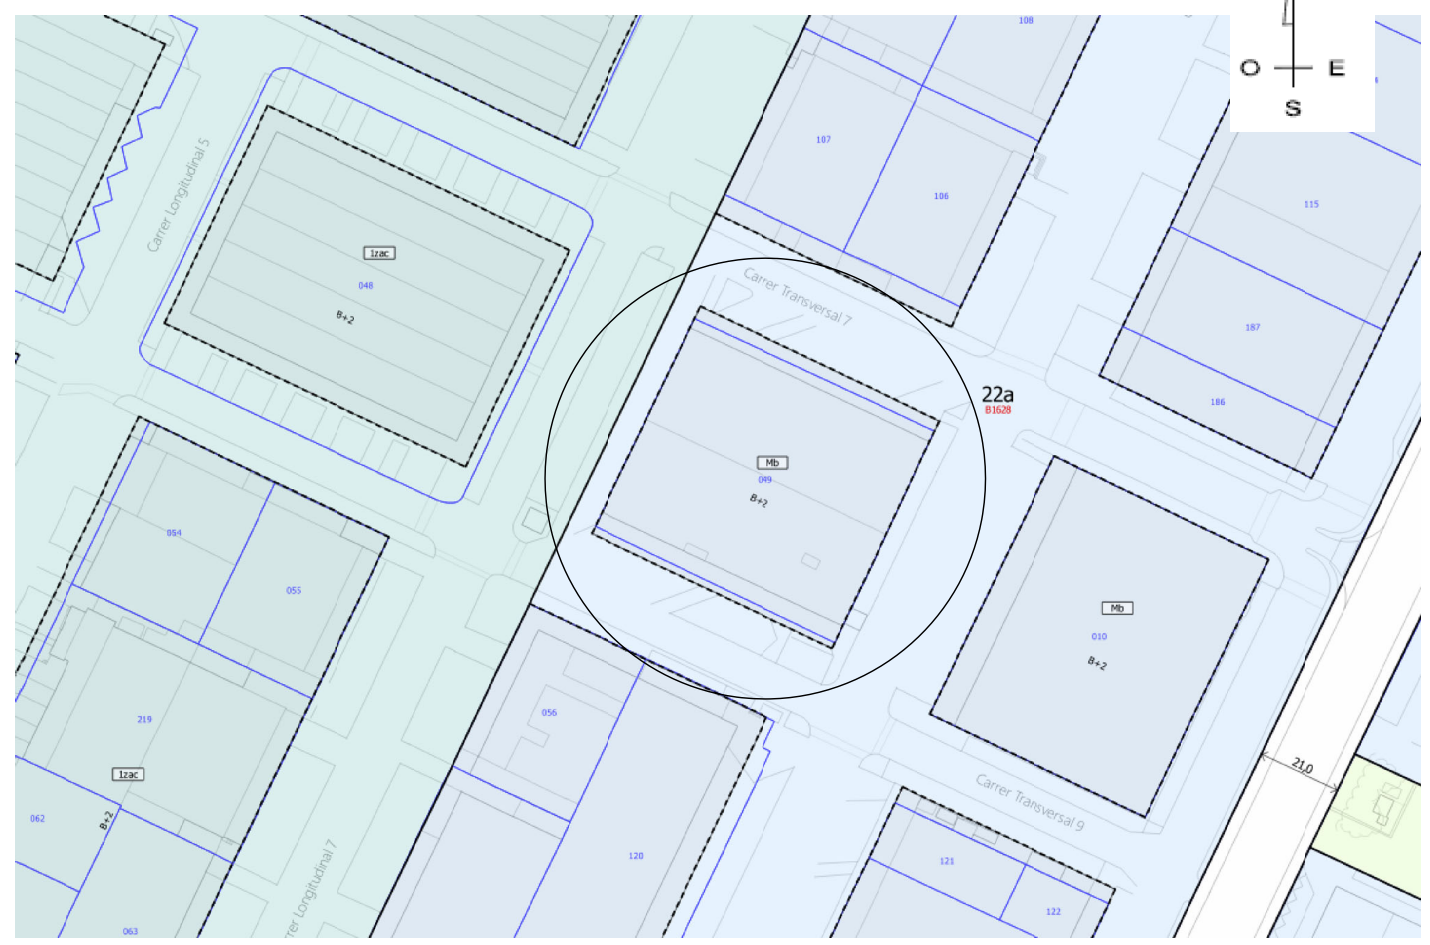 108
O E
S
107
106
Carrer Longitudinal 5
115
1zac
048
B+2
Carrer Transversal 7
187
22a
B1628
186
Mb
049
B+2
054
055
Mb
010
B+2
219
056
1zac
21,0
Carrer Transversal 9
062
B+2
120
121
122
rrer Longitudinal 7
063